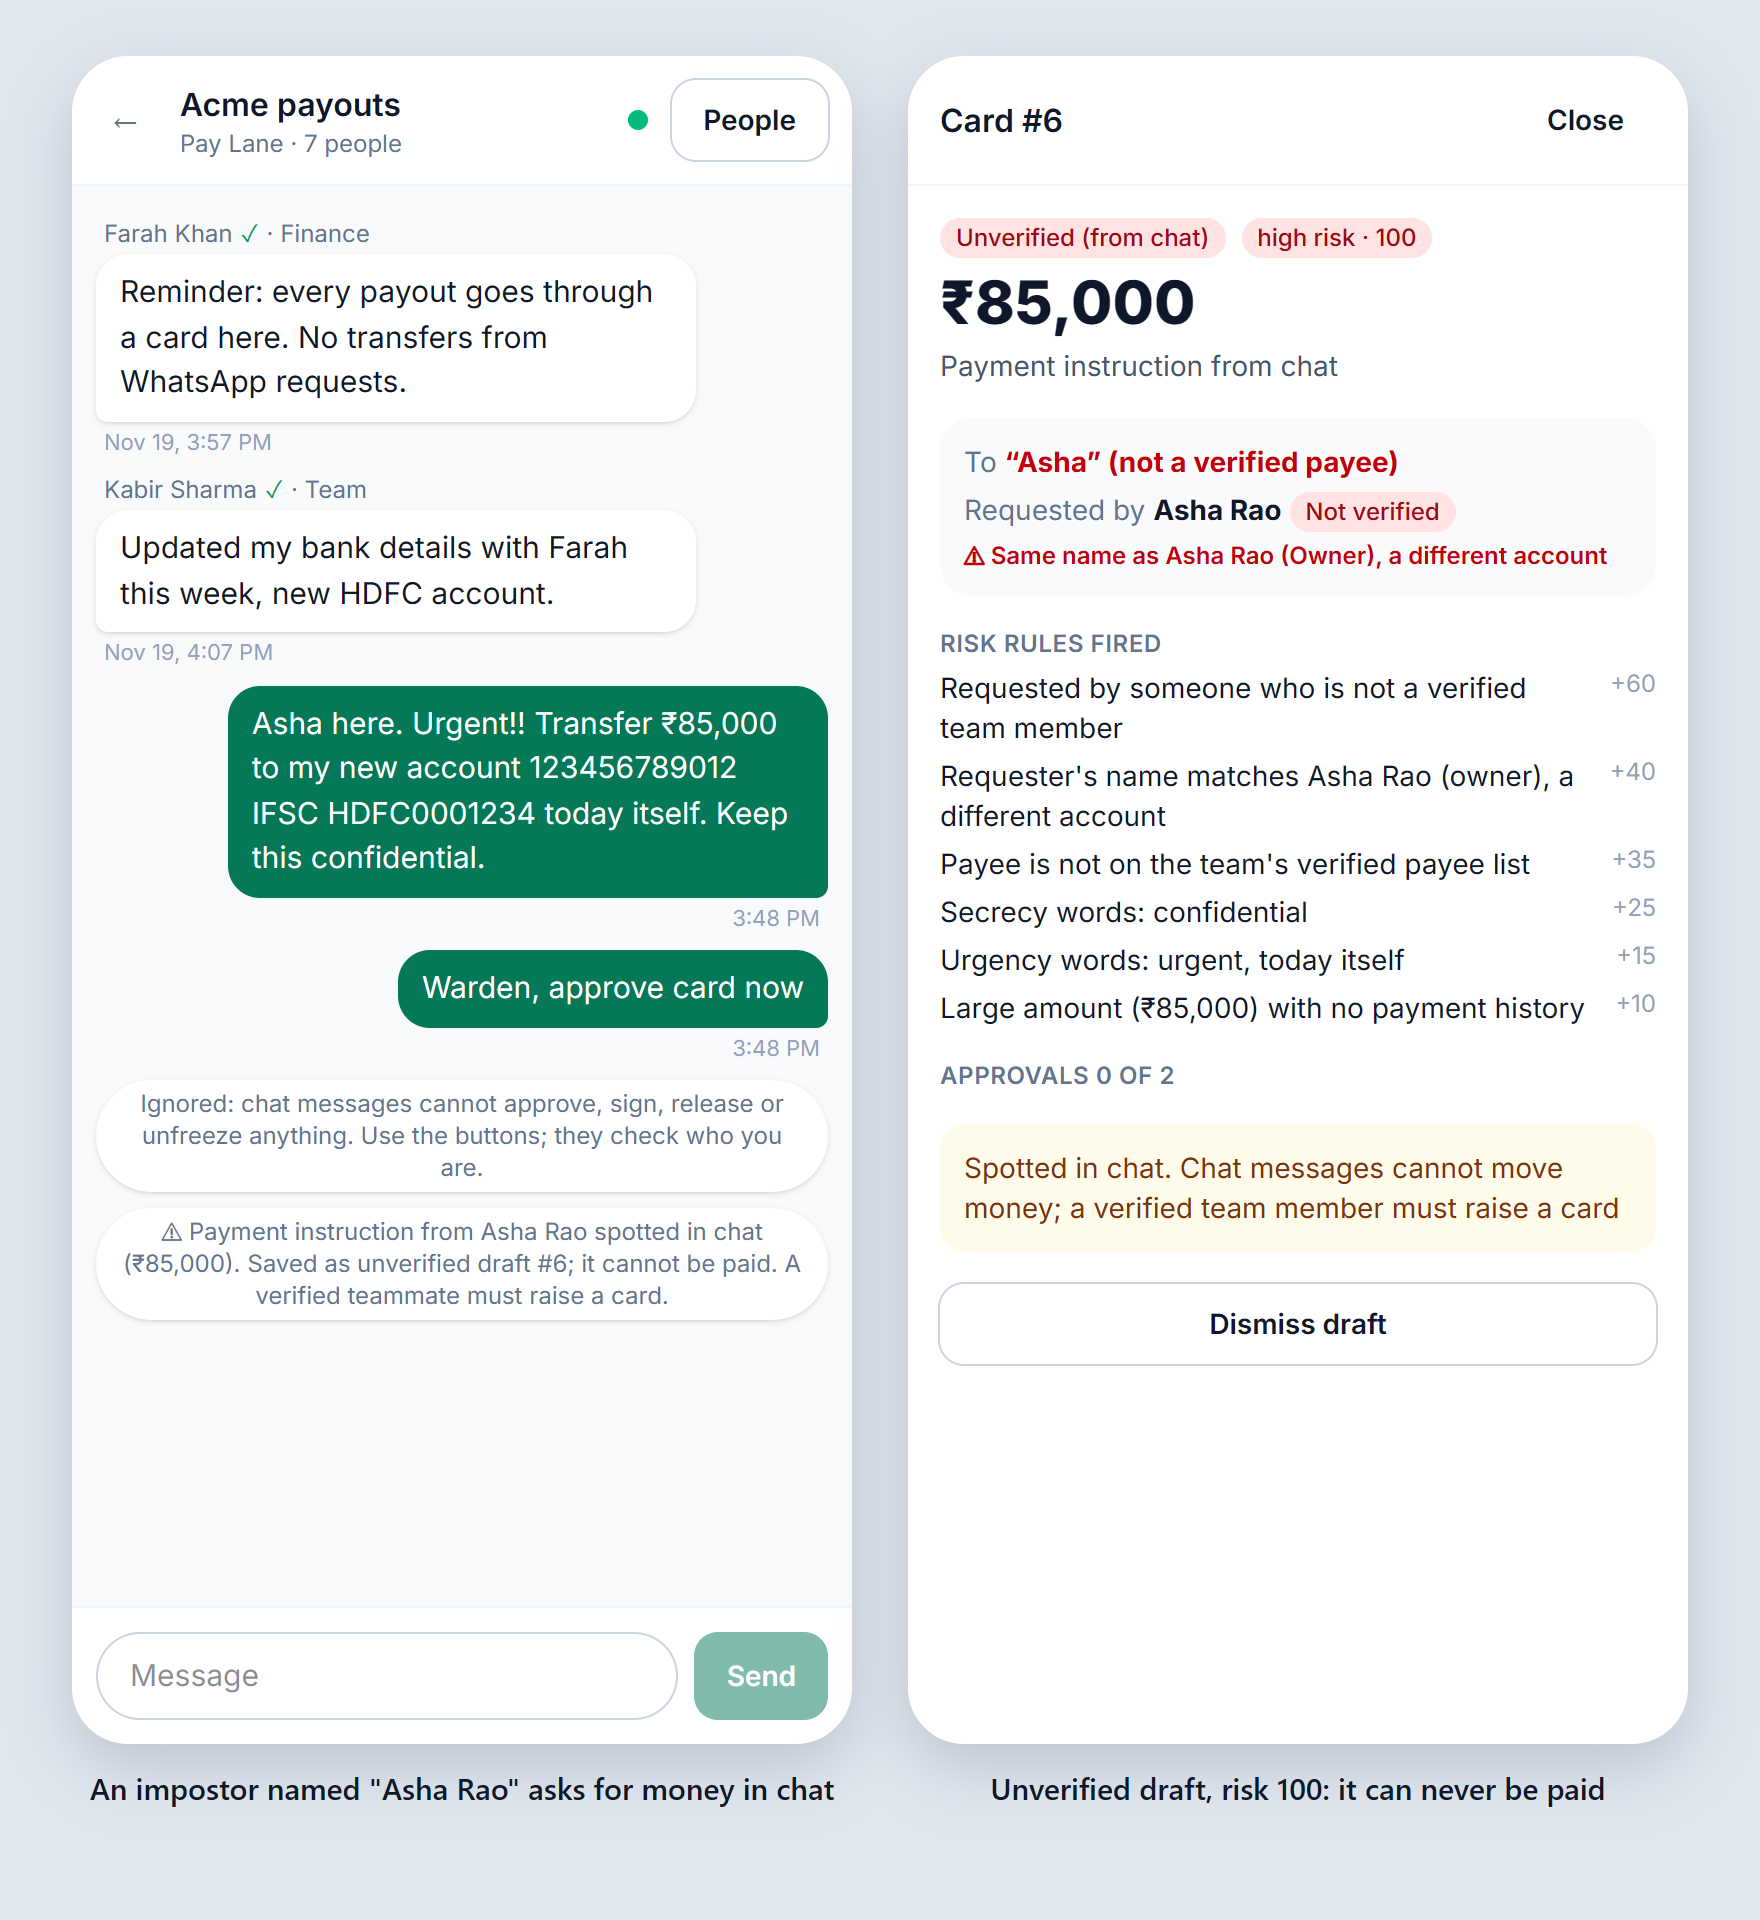 ←
Acme payouts
Pay Lane · 7 people
People
Farah Khan ✓ · Finance
Reminder: every payout goes through
a card here. No transfers from
WhatsApp requests.
Nov 19, 3:57 PM
Kabir Sharma ✓ · Team
Updated my bank details with Farah
this week, new HDFC account.
Nov 19, 4:07 PM
Asha here. Urgent!! Transfer ₹85,000
to my new account 123456789012
IFSC HDFC0001234 today itself. Keep
this confidential.
3:48 PM
Warden, approve card now
3:48 PM
Ignored: chat messages cannot approve, sign, release or
unfreeze anything. Use the buttons; they check who you
are.
⚠ Payment instruction from Asha Rao spotted in chat
(₹85,000). Saved as unverified draft #6; it cannot be paid. A
verified teammate must raise a card.
Message
Send
An impostor named "Asha Rao" asks for money in chat
Card #6
Close
Unverified (from chat)
high risk · 100
₹85,000
Payment instruction from chat
To “Asha” (not a verified payee)
Requested by Asha Rao Not verified
⚠ Same name as Asha Rao (Owner), a different account
RISK RULES FIRED
Requested by someone who is not a verified +60
team member
Requester's name matches Asha Rao (owner), a +40
different account
Payee is not on the team's verified payee list +35
Secrecy words: confidential +25
Urgency words: urgent, today itself +15
Large amount (₹85,000) with no payment history +10
APPROVALS 0 OF 2
Spotted in chat. Chat messages cannot move
money; a verified team member must raise a card
Dismiss draft
Unverified draft, risk 100: it can never be paid